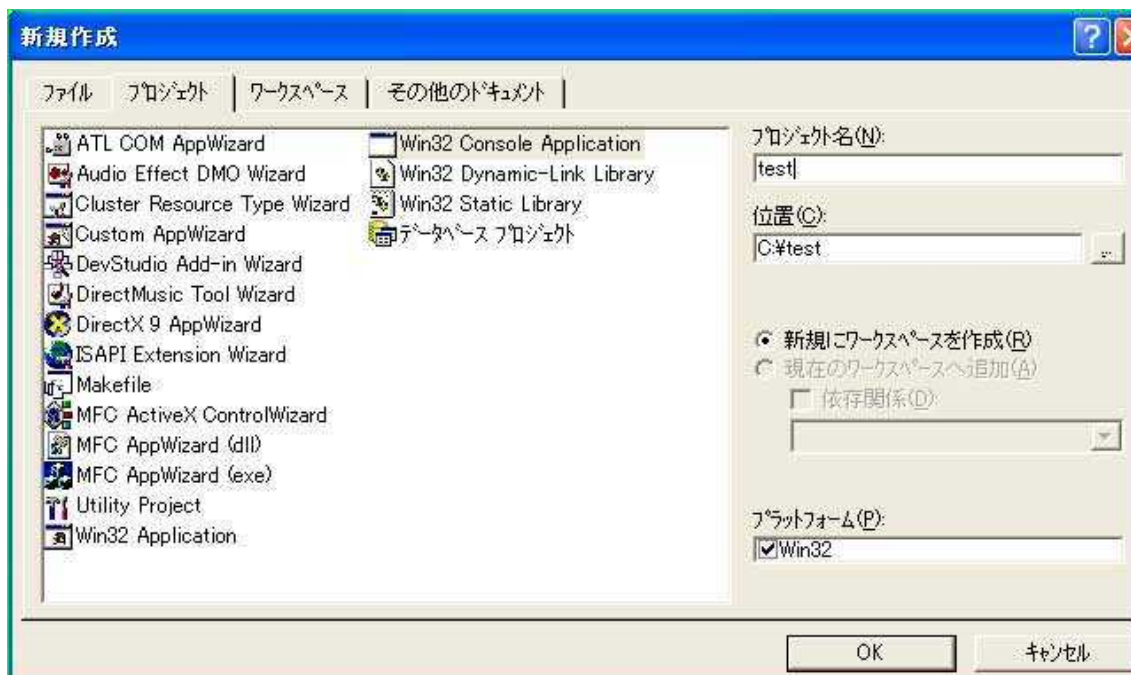 新規作成
ﾌｧｲﾙ ﾌﾟﾛｼﾞｪｸﾄ ﾜｰｸｽﾍﾟｰｽ その他のﾄﾞｷｭﾒﾝﾄ
ATL COM AppWizard
Audio Effect DMO Wizard
Cluster Resource Type Wizard
Custom AppWizard
DevStudio Add-in Wizard
DirectMusic Tool Wizard
DirectX 9 AppWizard
ISAPI Extension Wizard
Makefile
MFC ActiveX ControlWizard
MFC AppWizard (dll)
MFC AppWizard (exe)
Utility Project
Win32 Application
Win32 Console Application
Win32 Dynamic-Link Library
Win32 Static Library
ﾃﾞｰﾀﾍﾞｰｽ ﾌﾟﾛｼﾞｪｸﾄ
ﾌﾟﾛｼﾞｪｸﾄ名(N):
test
位置(C):
C:¥test
...
新規にﾜｰｸｽﾍﾟｰｽを作成(R)
現在のﾜｰｸｽﾍﾟｰｽへ追加(A)
依存関係(D):
ﾌﾟﾗｯﾄﾌｫｰﾑ(P):
Win32
OK ｷｬﾝｾﾙ